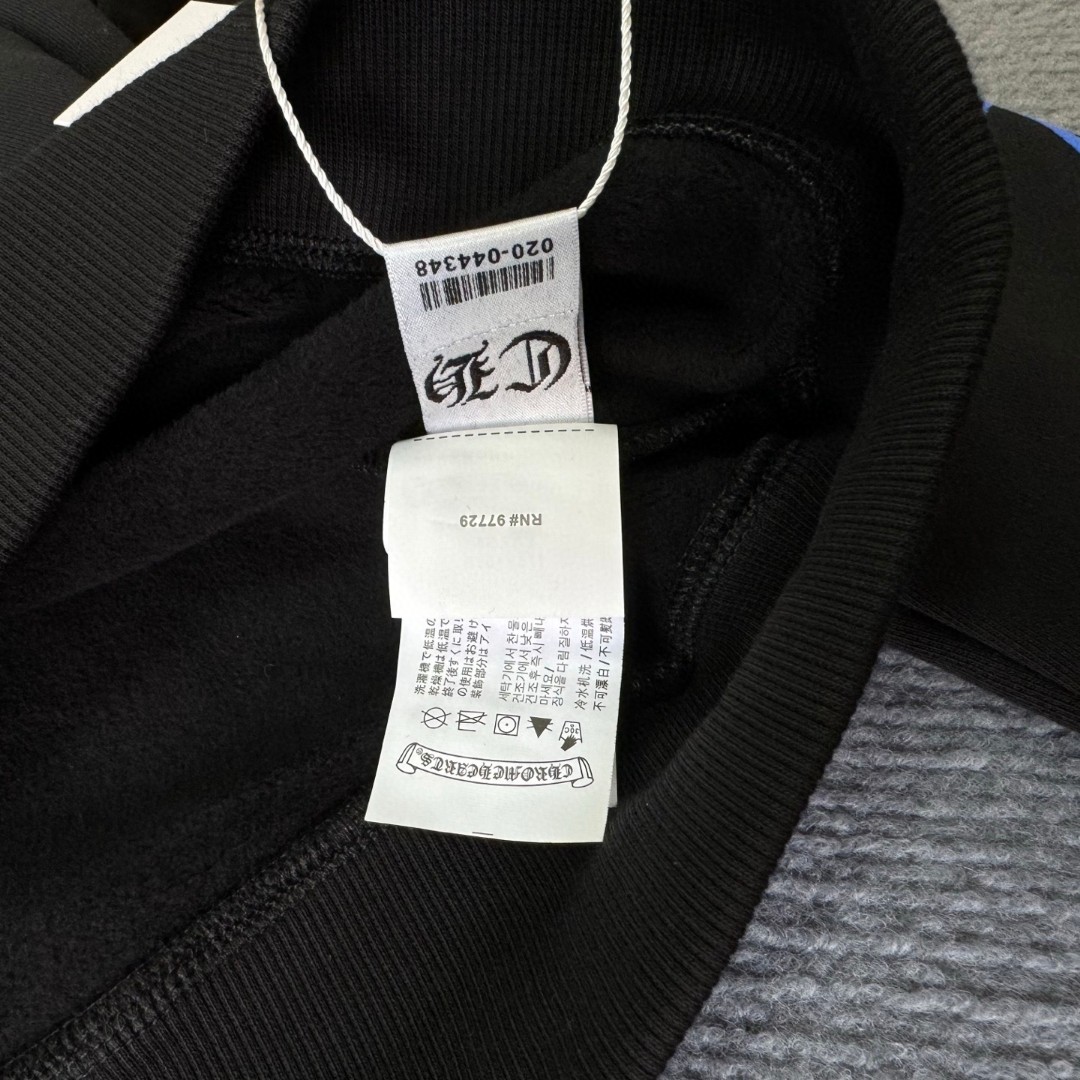 020-044348
CH
RN# 97729
洗濯機で低温の
乾燥機は低温で
終了後すぐに取
の使用はお避け
装飾部分はアイ
세탁기에서 찬물
건조기에서 낮은
건조 후 즉시 빼내
마세요/
장식을 다림질하지
冷水机洗 / 低温烘
不可漂白 / 不可熨
CHROME HEARTS®